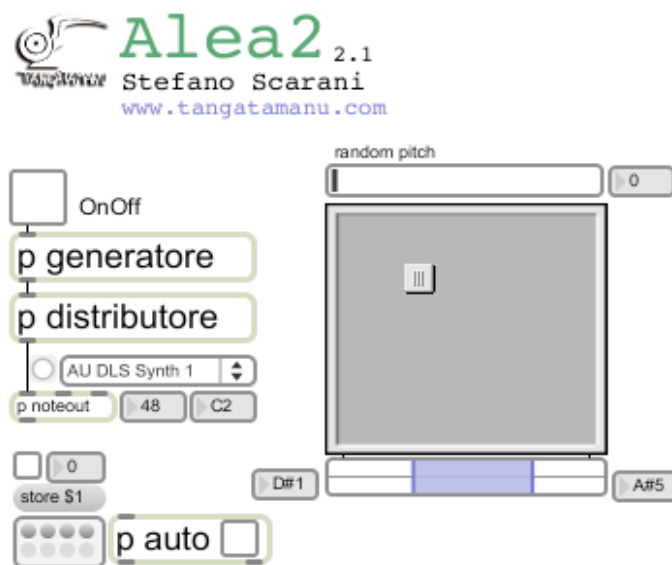 Alea2 2.1
Stefano Scarani
www.tangatamanu.com
random pitch
0
OnOff
p generatore
p distributore
AU DLS Synth 1
p noteout
48
C2
0
store $1
p auto
D#1
A#5